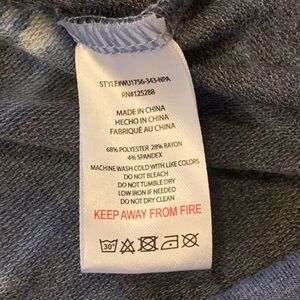 STYLE#WU1756-343-NPA
RN#125288
MADE IN CHINA
HECHO EN CHINA
FABRIQUÉ AU CHINA
68% POLYESTER 28% RAYON
4% SPANDEX
MACHINE WASH COLD WITH LIKE COLORS
DO NOT BLEACH
DO NOT TUMBLE DRY
LOW IRON IF NEEDED
DO NOT DRY CLEAN
KEEP AWAY FROM FIRE
30°